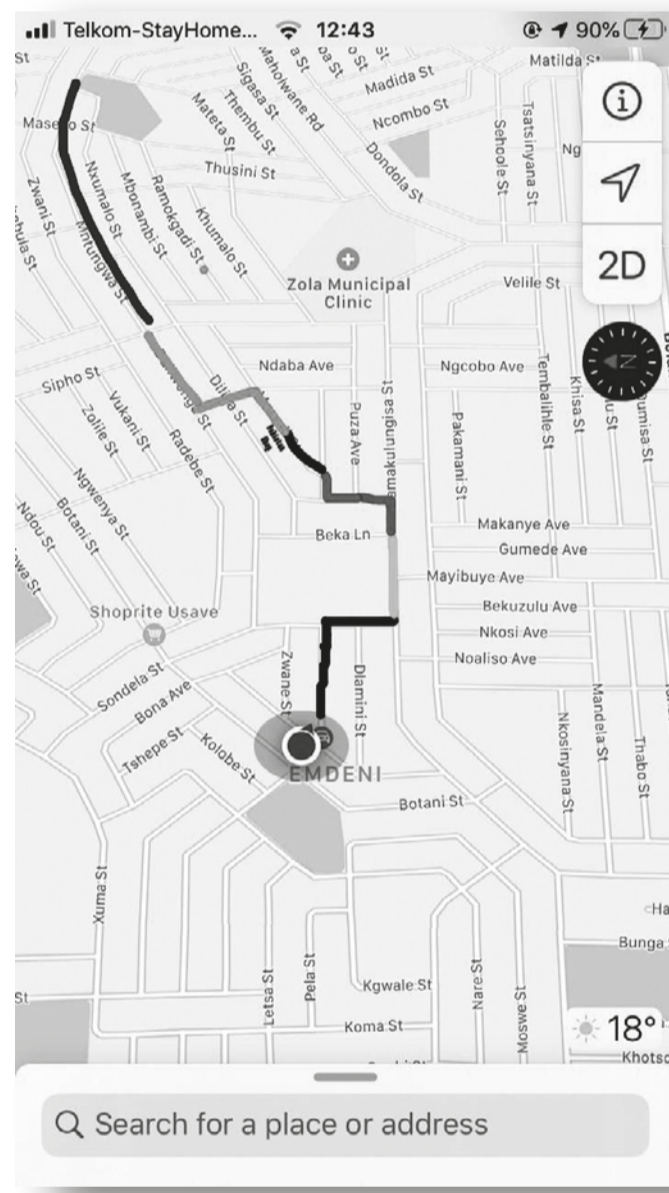 Telkom-StayHome... 12:43 90%
St
Matilda St
Madida St
Maholwane Rd
Sigasa St
Thembu St
Mateta St
Ncombo St
Tsatsinyana St
Sehoole St
Ng
Dondola St
Thusini St
Zwani St
Nxumalo St
Mbonambi St
Ramokgadi St
Khumalo St
Mntungwa St
2D
Zola Municipal
Clinic
Velile St
N
Ndaba Ave
Ngcobo Ave
Sipho St
Vukani St
Zolile St
Radebe St
Puza Ave
Pakamani St
Tembalihle St
Khisa St
Ngwenya St
Botani St
Ndou St
Beka Ln
Makanye Ave
Gumede Ave
Mayibuye Ave
Bekuzulu Ave
Nkosi Ave
Noaliso Ave
Shoprite Usave
Zwane St
Dlamini St
Sondela St
Bona Ave
Tshepe St
Kolobe St
Mandela St
Nkosinyana St
Thabo St
EMDENI
Botani St
Xuma St
Ha
Bunga
Letsa St
Pela St
Kgwale St
Nare St
Moswe St
St
Koma St
18°
Khotso
Search for a place or address